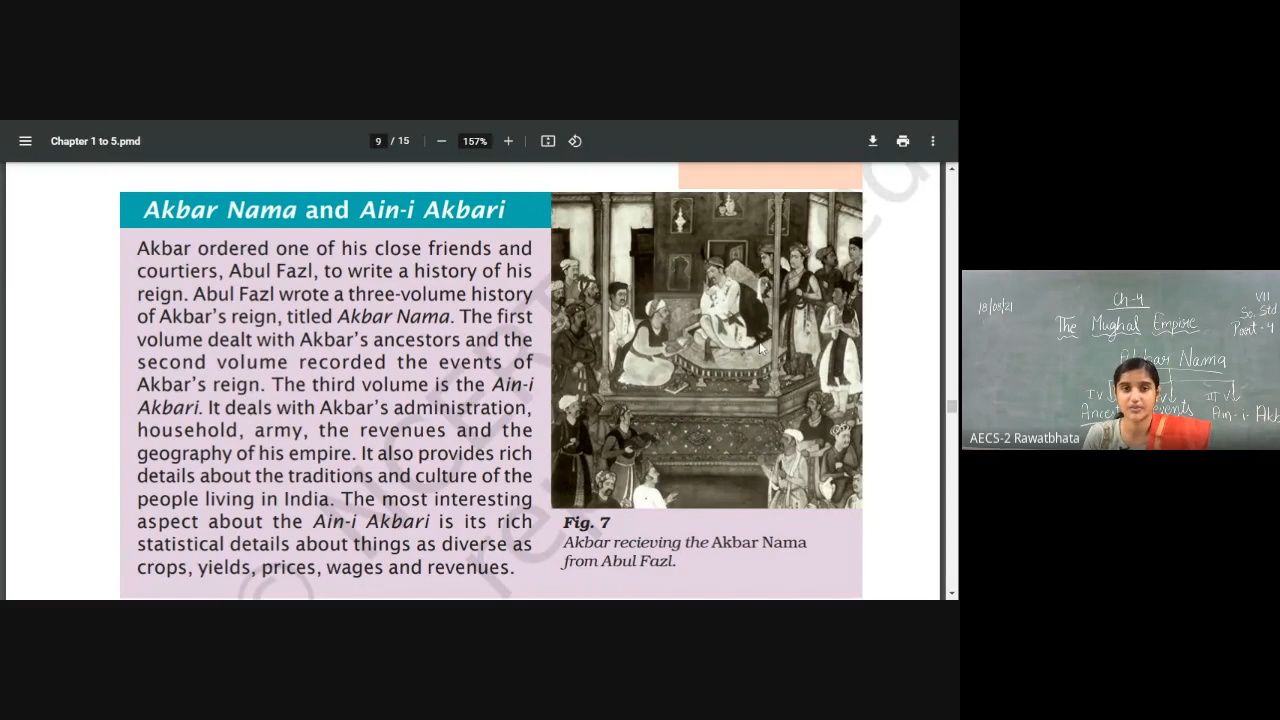 Chapter 1 to 5.pmd
9 / 15
157%
Akbar Nama and Ain-i Akbari
Akbar ordered one of his close friends and
courtiers, Abul Fazl, to write a history of his
reign. Abul Fazl wrote a three-volume history
of Akbar's reign, titled Akbar Nama. The first
volume dealt with Akbar's ancestors and the
second volume recorded the events of
Akbar's reign. The third volume is the Ain-i
Akbari. It deals with Akbar's administration,
household, army, the revenues and the
geography of his empire. It also provides rich
details about the traditions and culture of the
people living in India. The most interesting
aspect about the Ain-i Akbari is its rich
statistical details about things as diverse as
crops, yields, prices, wages and revenues.
Fig. 7
Akbar recieving the Akbar Nama
from Abul Fazl.
18/08/21
Ch-4
The Mughal Empire
VII
So. Std
Part - 4
Nama
AECS-2 Rawatbhata